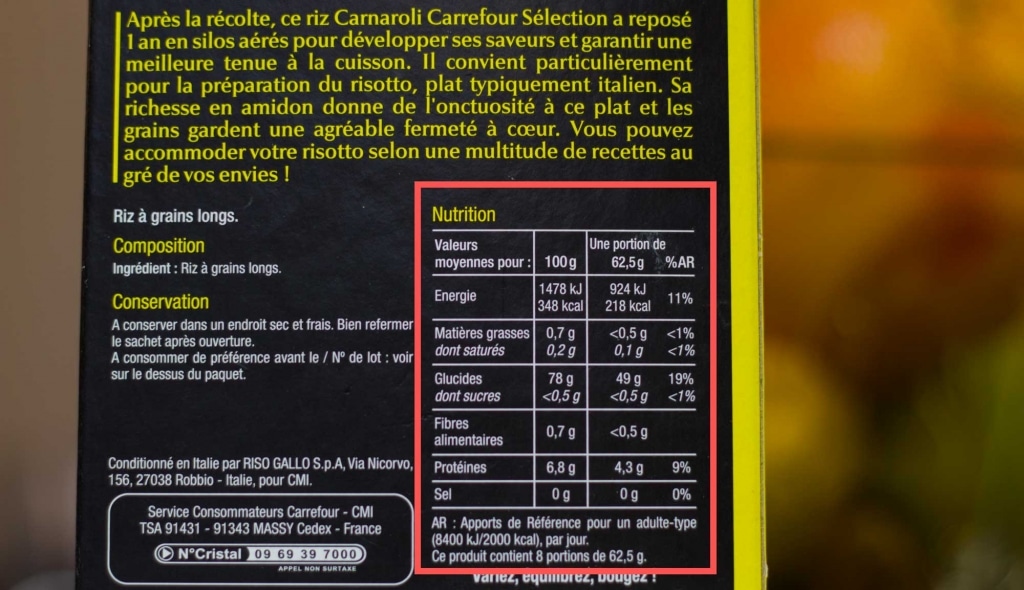 Après la récolte, ce riz Carnaroli Carrefour Sélection a reposé
1 an en silos aérés pour développer ses saveurs et garantir une
meilleure tenue à la cuisson. Il convient particulièrement
pour la préparation du risotto, plat typiquement italien. Sa
richesse en amidon donne de l'onctuosité à ce plat et les
grains gardent une agréable fermeté à cœur. Vous pouvez
accommoder votre risotto selon une multitude de recettes au
gré de vos envies !
Riz à grains longs.
Composition
Ingrédient : Riz à grains longs.
Conservation
A conserver dans un endroit sec et frais. Bien refermer
le sachet après ouverture.
A consommer de préférence avant le / N° de lot : voir
sur le dessus du paquet.
Conditionné en Italie par RISO GALLO S.p.A, Via Nicorvo,
156, 27038 Robbio - Italie, pour CMI.
Service Consommateurs Carrefour - CMI
TSA 91431 - 91343 MASSY Cedex - France
N°Cristal 09 69 39 7000
APPEL NON SURTAXE
Nutrition
Valeurs Une portion de
moyennes pour : 100 g 62,5 g %AR
Energie 1478 kJ 924 kJ 11%
348 kcal 218 kcal
Matières grasses 0,7 g <0,5 g <1%
dont saturés 0,2 g 0,1 g <1%
Glucides 78 g 49 g 19%
dont sucres <0,5 g <0,5 g <1%
Fibres
alimentaires 0,7 g <0,5 g
Protéines 6,8 g 4,3 g 9%
Sel 0 g 0 g 0%
AR : Apports de Référence pour un adulte-type
(8400 kJ/2000 kcal), par jour.
Ce produit contient 8 portions de 62,5 g.
Variez, équilibrez, bougez !